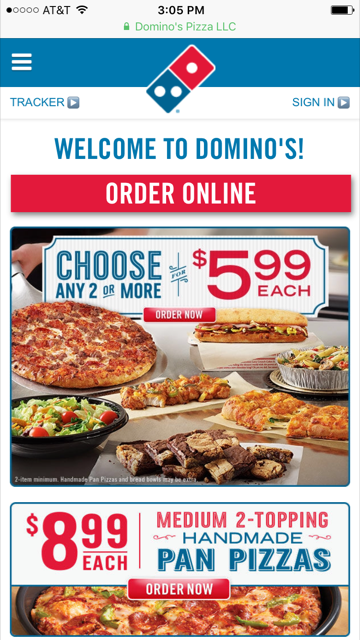 AT&T 3:05 PM
Domino's Pizza LLC
TRACKER SIGN IN
WELCOME TO DOMINO'S!
ORDER ONLINE
CHOOSE
ANY 2 OR MORE
FOR
$5.99
EACH
ORDER NOW
2-item minimum. Handmade Pan Pizzas and bread bowls may be extra.
$8.99
EACH
MEDIUM 2-TOPPING
HANDMADE
PAN PIZZAS
ORDER NOW